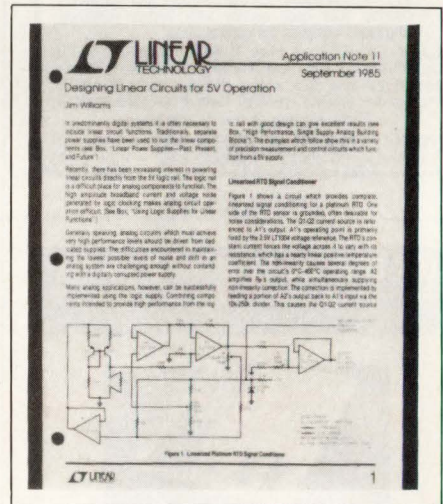 LINEAR
TECHNOLOGY
Application Note 11
September 1985
Designing Linear Circuits for 5V Operation
Jim Williams
In predominantly digital systems it is often necessary to
include linear circuit functions. Traditionally, separate
power supplies have been used to run the linear compo-
nents (see Box, "Linear Power Supplies—Past, Present,
and Future").
Recently, there has been increasing interest in powering
linear circuits directly from the 5V logic rail. The logic rail
is a difficult place for analog components to function. The
high amplitude broadband current and voltage noise
generated by logic clocking makes analog circuit oper-
ation difficult. (See Box, "Using Logic Supplies for Linear
Functions").
Generally speaking, analog circuits which must achieve
very high performance levels should be driven from dedi-
cated supplies. The difficulties encountered in maintain-
ing the lowest possible levels of noise and drift in an
analog system are challenging enough without contend-
ing with a digitally corrupted power supply.
Many analog applications, however, can be successfully
implemented using the logic supply. Combining compo-
nents intended to provide high performance from the log-
ic rail with good design can give excellent results (see
Box, "High Performance, Single Supply Analog Building
Blocks"). The examples which follow show this in a variety
of precision measurement and control circuits which func-
tion from a 5V supply.
Linearized RTD Signal Conditioner
Figure 1 shows a circuit which provides complete,
linearized signal conditioning for a platinum RTD. One
side of the RTD sensor is grounded, often desirable for
noise considerations. The Q1-Q2 current source is refer-
enced to A1's output. A1's operating point is primarily
fixed by the 2.5V LT1009 voltage reference. The RTD's con-
stant current forces the voltage across it to vary with its
resistance, which has a nearly linear positive temperature
coefficient. The non-linearity causes several degrees of
error over the circuit's 0°C–400°C operating range. A2
amplifies Rp's output, while simultaneously supplying
non-linearity correction. The correction is implemented by
feeding a portion of A2's output back to A1's input via the
10k-250k divider. This causes the Q1-Q2 current source
Figure 1. Linearized Platinum RTD Signal Conditioner
LINEAR
1